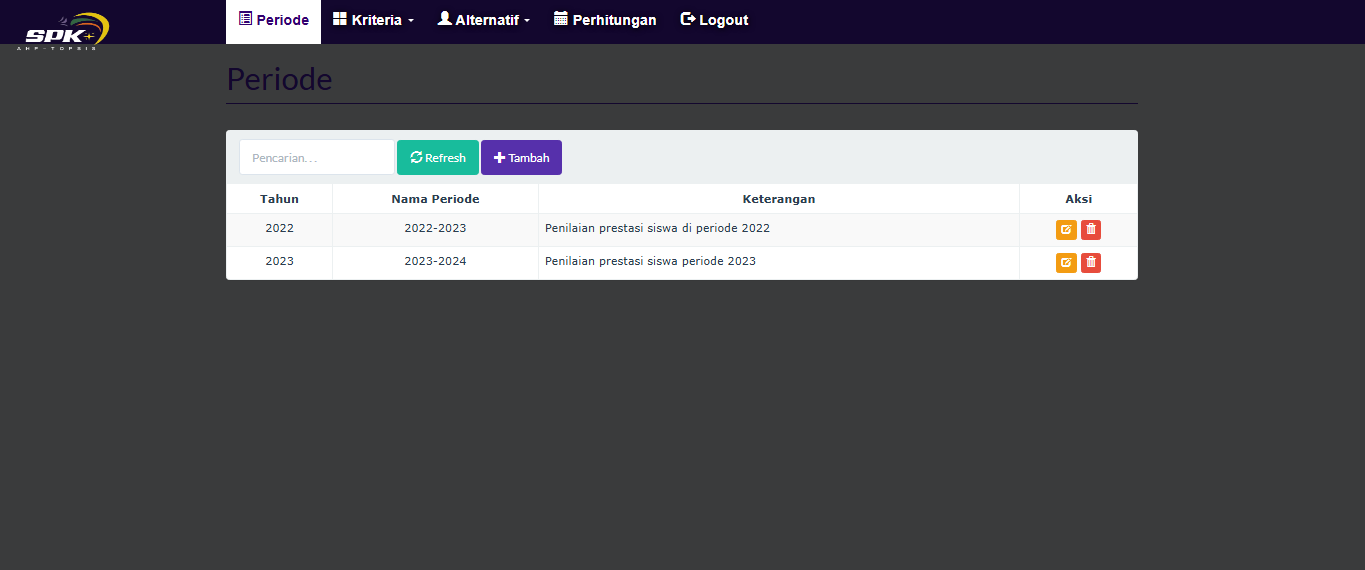 SPK
AHP-TOPSIS
Periode Kriteria Alternatif Perhitungan Logout
Periode
Pencarian... Refresh Tambah
Tahun Nama Periode Keterangan Aksi
2022 2022-2023 Penilaian prestasi siswa di periode 2022
2023 2023-2024 Penilaian prestasi siswa periode 2023